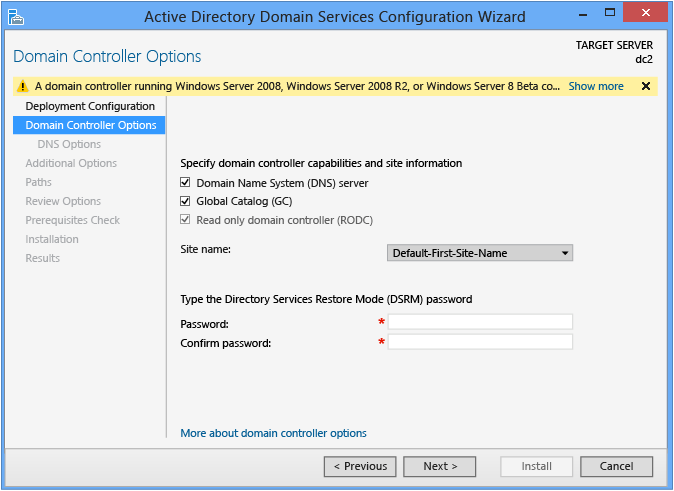 Active Directory Domain Services Configuration Wizard
Domain Controller Options
TARGET SERVER
dc2
A domain controller running Windows Server 2008, Windows Server 2008 R2, or Windows Server 8 Beta co... Show more
Deployment Configuration
Domain Controller Options
DNS Options
Additional Options
Paths
Review Options
Prerequisites Check
Installation
Results
Specify domain controller capabilities and site information
Domain Name System (DNS) server
Global Catalog (GC)
Read only domain controller (RODC)
Site name: Default-First-Site-Name
Type the Directory Services Restore Mode (DSRM) password
Password: *
Confirm password: *
More about domain controller options
< Previous Next > Install Cancel